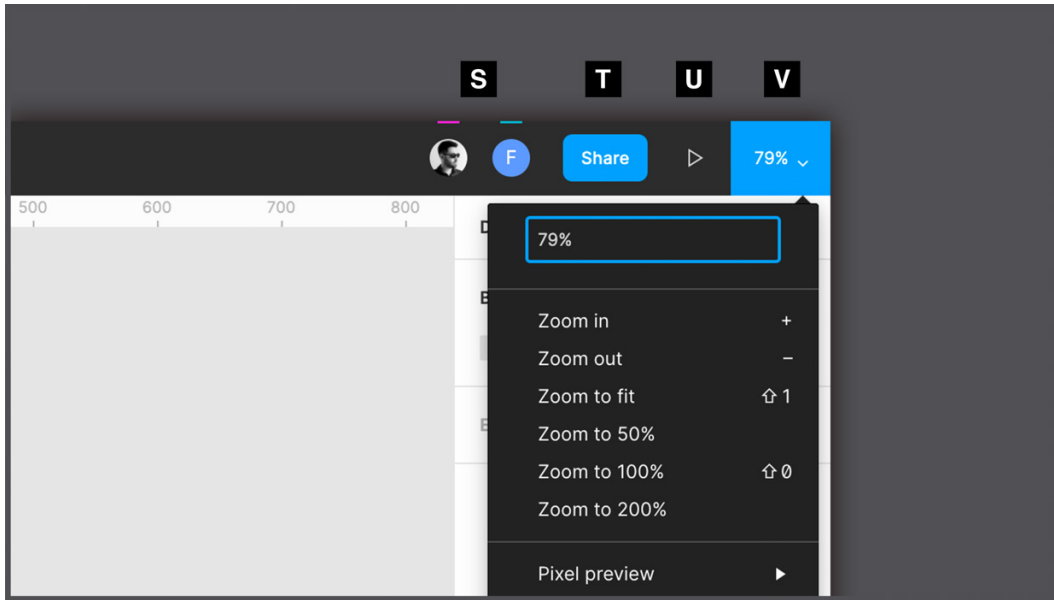 S T U V
F Share 79%
500 600 700 800
D
79%
Zoom in +
Zoom out –
Zoom to fit ⇧1
Zoom to 50%
Zoom to 100% ⇧0
Zoom to 200%
Pixel preview